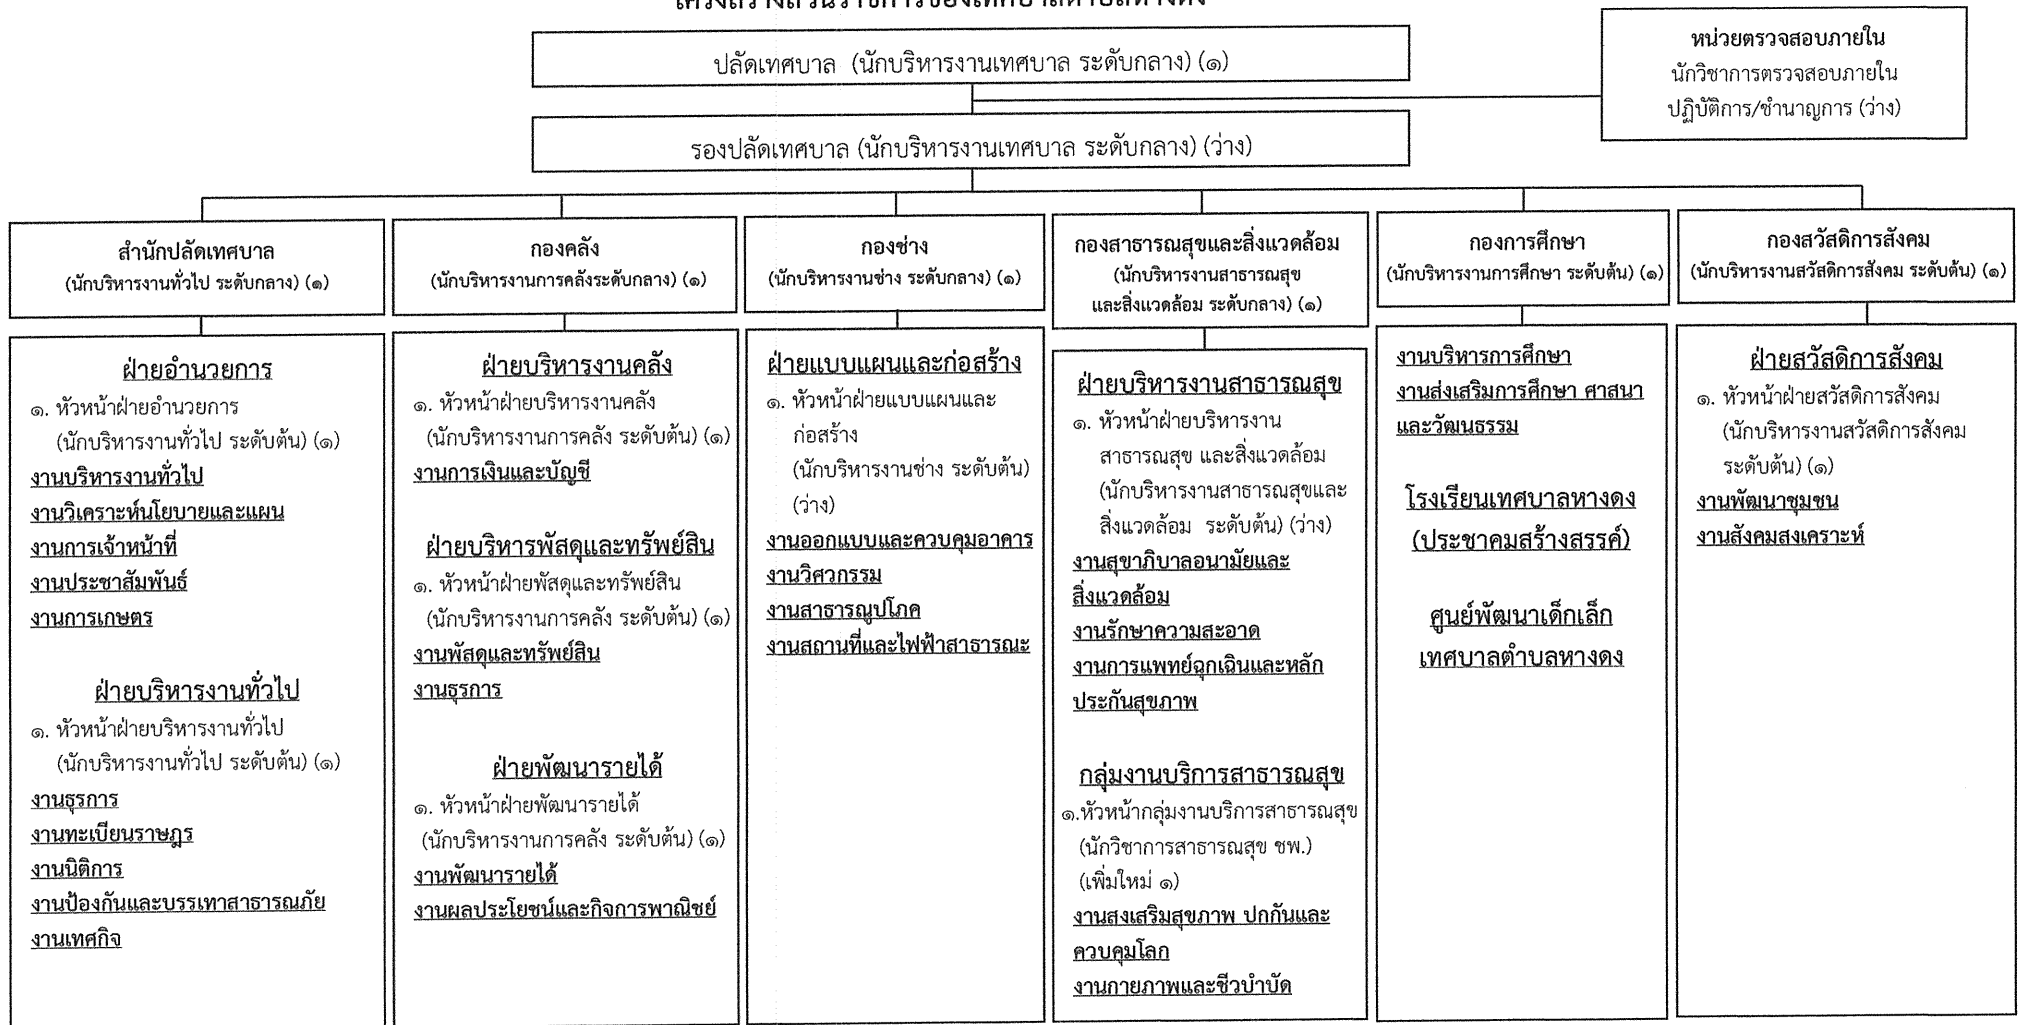 โครงสร้างส่วนราชการของเทศบาลตำบลหางดง
ปลัดเทศบาล (นักบริหารงานเทศบาล ระดับกลาง) (๑)
หน่วยตรวจสอบภายใน
นักวิชาการตรวจสอบภายใน
ปฏิบัติการ/ชำนาญการ (ว่าง)
รองปลัดเทศบาล (นักบริหารงานเทศบาล ระดับกลาง) (ว่าง)
สำนักปลัดเทศบาล
(นักบริหารงานทั่วไป ระดับกลาง) (๑)
กองคลัง
(นักบริหารงานการคลังระดับกลาง) (๑)
กองช่าง
(นักบริหารงานช่าง ระดับกลาง) (๑)
กองสาธารณสุขและสิ่งแวดล้อม
(นักบริหารงานสาธารณสุข
และสิ่งแวดล้อม ระดับกลาง) (๑)
กองการศึกษา
(นักบริหารงานการศึกษา ระดับต้น) (๑)
กองสวัสดิการสังคม
(นักบริหารงานสวัสดิการสังคม ระดับต้น) (๑)
ฝ่ายอำนวยการ
๑. หัวหน้าฝ่ายอำนวยการ
(นักบริหารงานทั่วไป ระดับต้น) (๑)
งานบริหารงานทั่วไป
งานวิเคราะห์นโยบายและแผน
งานการเจ้าหน้าที่
งานประชาสัมพันธ์
งานการเกษตร
ฝ่ายบริหารงานทั่วไป
๑. หัวหน้าฝ่ายบริหารงานทั่วไป
(นักบริหารงานทั่วไป ระดับต้น) (๑)
งานธุรการ
งานทะเบียนราษฎร
งานนิติการ
งานป้องกันและบรรเทาสาธารณภัย
งานเทศกิจ
ฝ่ายบริหารงานคลัง
๑. หัวหน้าฝ่ายบริหารงานคลัง
(นักบริหารงานการคลัง ระดับต้น) (๑)
งานการเงินและบัญชี
ฝ่ายบริหารพัสดุและทรัพย์สิน
๑. หัวหน้าฝ่ายพัสดุและทรัพย์สิน
(นักบริหารงานการคลัง ระดับต้น) (๑)
งานพัสดุและทรัพย์สิน
งานธุรการ
ฝ่ายพัฒนารายได้
๑. หัวหน้าฝ่ายพัฒนารายได้
(นักบริหารงานการคลัง ระดับต้น) (๑)
งานพัฒนารายได้
งานผลประโยชน์และกิจการพาณิชย์
ฝ่ายแบบแผนและก่อสร้าง
๑. หัวหน้าฝ่ายแบบแผนและ
ก่อสร้าง
(นักบริหารงานช่าง ระดับต้น)
(ว่าง)
งานออกแบบและควบคุมอาคาร
งานวิศวกรรม
งานสาธารณูปโภค
งานสถานที่และไฟฟ้าสาธารณะ
ฝ่ายบริหารงานสาธารณสุข
๑. หัวหน้าฝ่ายบริหารงาน
สาธารณสุข และสิ่งแวดล้อม
(นักบริหารงานสาธารณสุขและ
สิ่งแวดล้อม ระดับต้น) (ว่าง)
งานสุขาภิบาลอนามัยและ
สิ่งแวดล้อม
งานรักษาความสะอาด
งานการแพทย์ฉุกเฉินและหลัก
ประกันสุขภาพ
กลุ่มงานบริการสาธารณสุข
๑.หัวหน้ากลุ่มงานบริการสาธารณสุข
(นักวิชาการสาธารณสุข ชพ.)
(เพิ่มใหม่ ๑)
งานสงเสริมสุขภาพ ปกกันและ
ควบคุมโลก
งานกายภาพและชีวบำบัด
งานบริหารการศึกษา
งานส่งเสริมการศึกษา ศาสนา
และวัฒนธรรม
โรงเรียนเทศบาลหางดง
(ประชาคมสร้างสรรค์)
ศูนย์พัฒนาเด็กเล็ก
เทศบาลตำบลหางดง
ฝ่ายสวัสดิการสังคม
๑. หัวหน้าฝ่ายสวัสดิการสังคม
(นักบริหารงานสวัสดิการสังคม
ระดับต้น) (๑)
งานพัฒนาชุมชน
งานสังคมสงเคราะห์